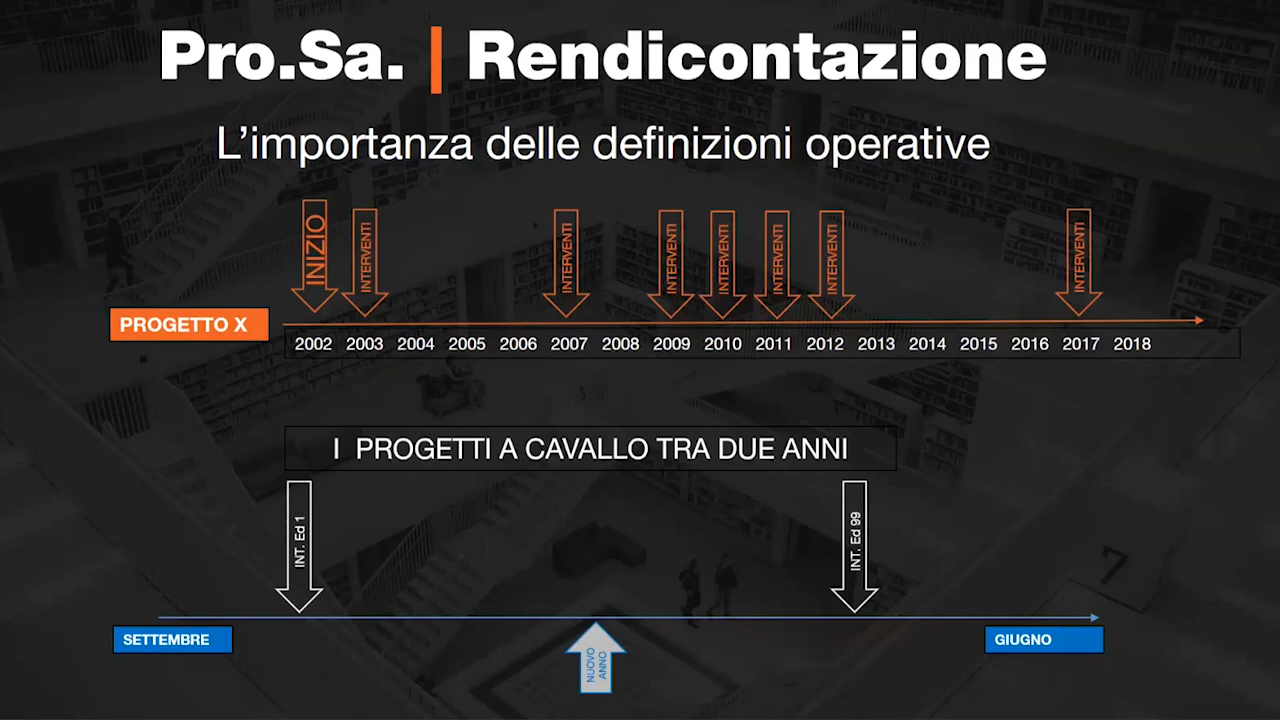 Pro.Sa. | Rendicontazione
L'importanza delle definizioni operative
INIZIO
INTERVENTI
INTERVENTI
INTERVENTI
INTERVENTI
INTERVENTI
INTERVENTI
INTERVENTI
PROGETTO X
2002 2003 2004 2005 2006 2007 2008 2009 2010 2011 2012 2013 2014 2015 2016 2017 2018
I PROGETTI A CAVALLO TRA DUE ANNI
INT. Ed 1
INT. Ed 99
7
SETTEMBRE
GIUGNO
NUOVO
ANNO